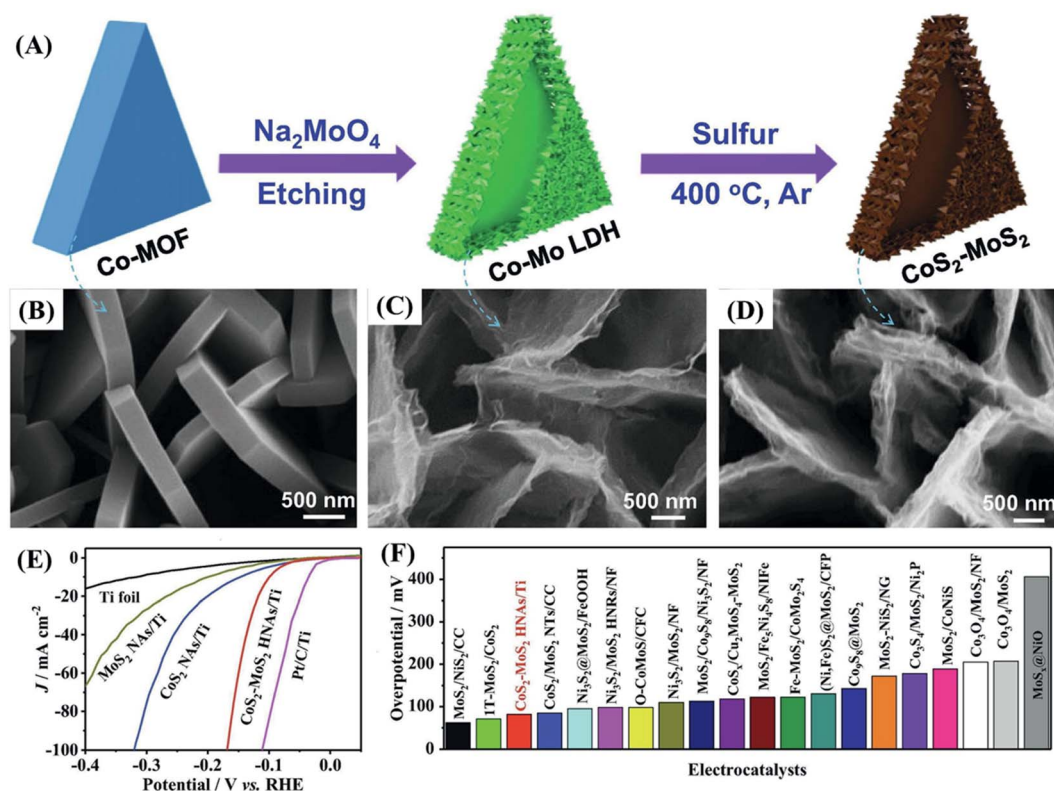 (A)
Na₂MoO₄
Etching
Sulfur
400 °C, Ar
Co-MOF
Co-Mo LDH
CoS₂-MoS₂
(B)
500 nm
(C)
500 nm
(D)
500 nm
(E)
J / mA cm⁻²
0
-20
-40
-60
-80
-100
Ti foil
MoS₂ NAs/Ti
CoS₂ NAs/Ti
CoS₂-MoS₂ HNAs/Ti
Pt/C/Ti
-0.4 -0.3 -0.2 -0.1 0.0
Potential / V vs. RHE
(F)
Overpotential / mV
400
300
200
100
0
MoS₂/NiS₂/CC
1T-MoS₂/CoS₂
CoS₂-MoS₂ HNAs/Ti
CoS₂/MoS₂ NTs/CC
Ni₃S₂@MoS₂/FeOOH
Ni₃S₂/MoS₂ HNRs/NF
O-CoMoS/CFC
Ni₃S₂/MoS₂/NF
MoS₂/Co₉S₈/Ni₃S₂/NF
CoSₓ/Cu₂MoS₄-MoS₂
MoS₂/Fe₅Ni₄S₈/NIFe
Fe-MoS₂/CoMo₂S₄
(Ni,Fe)S₂@MoS₂/CFP
Co₉S₈@MoS₂
MoS₂-NiS₂/NG
Co₃S₄/MoS₂/Ni₂P
MoS₂/CoNiS
Co₃O₄/MoS₂/NF
Co₃O₄/MoS₂
MoSₓ@NiO
Electrocatalysts